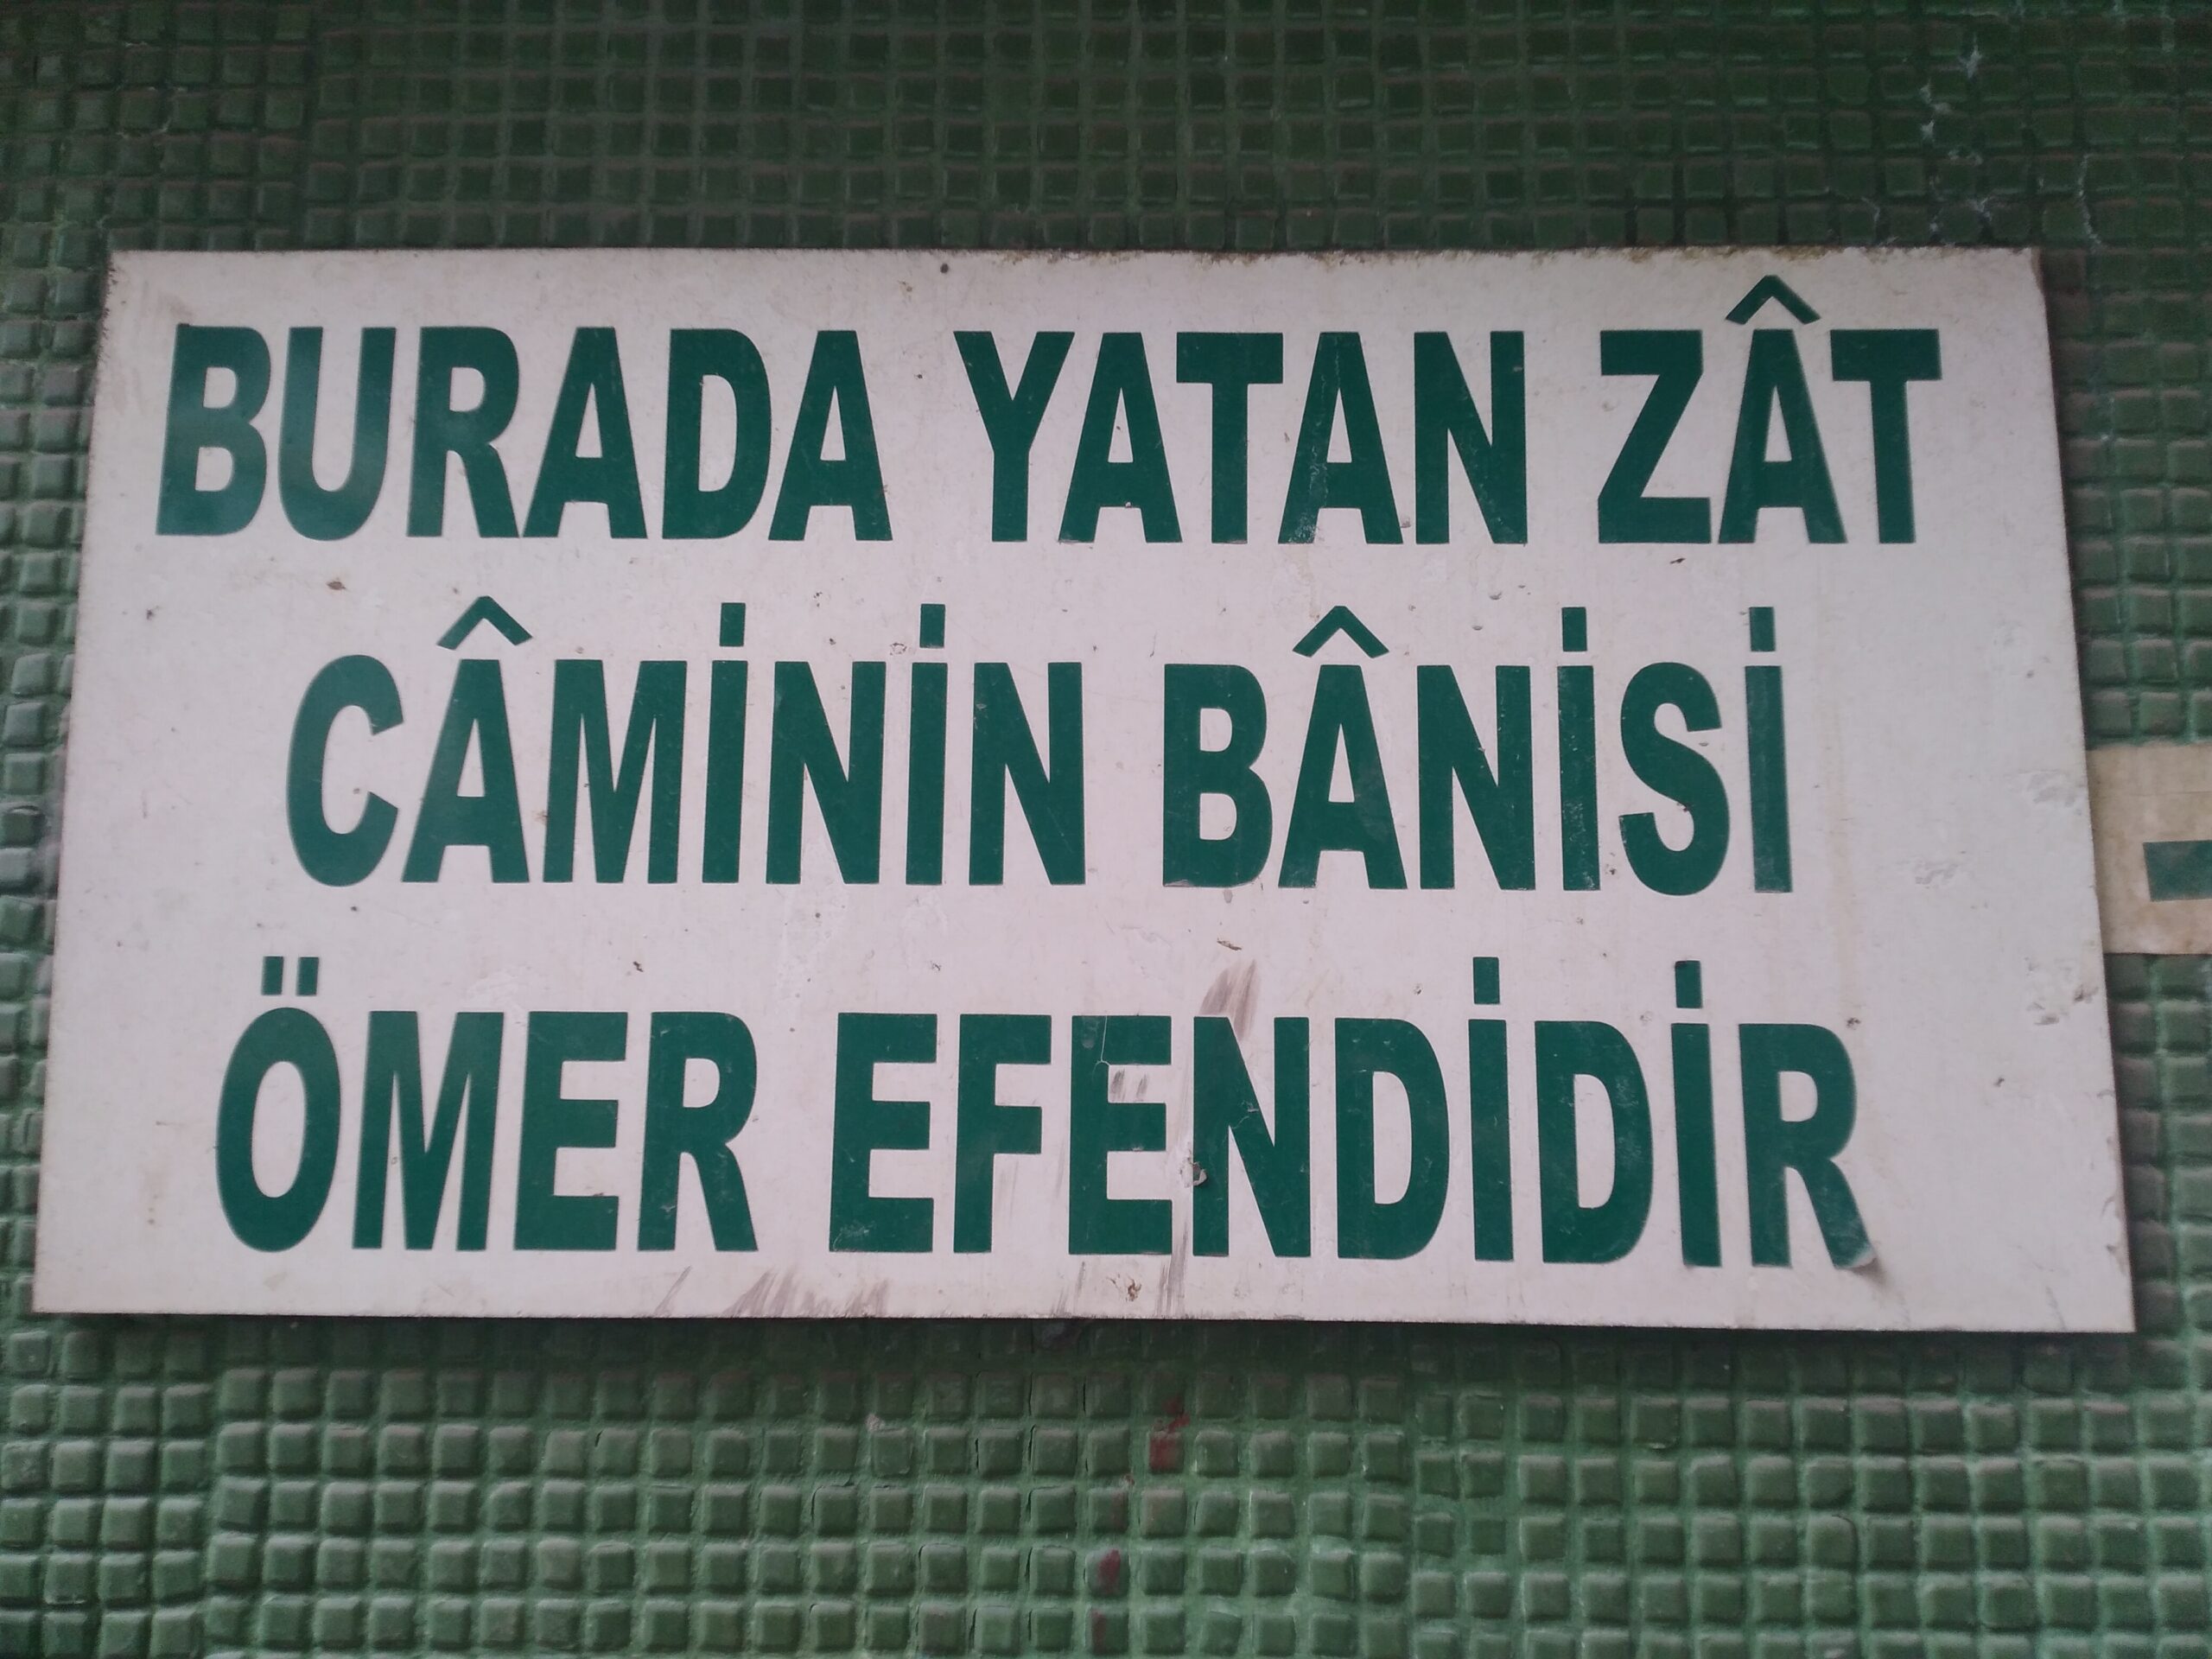 BURADA YATAN ZÂT
CÂMİNİN BÂNİSİ
ÖMER EFENDİDİR